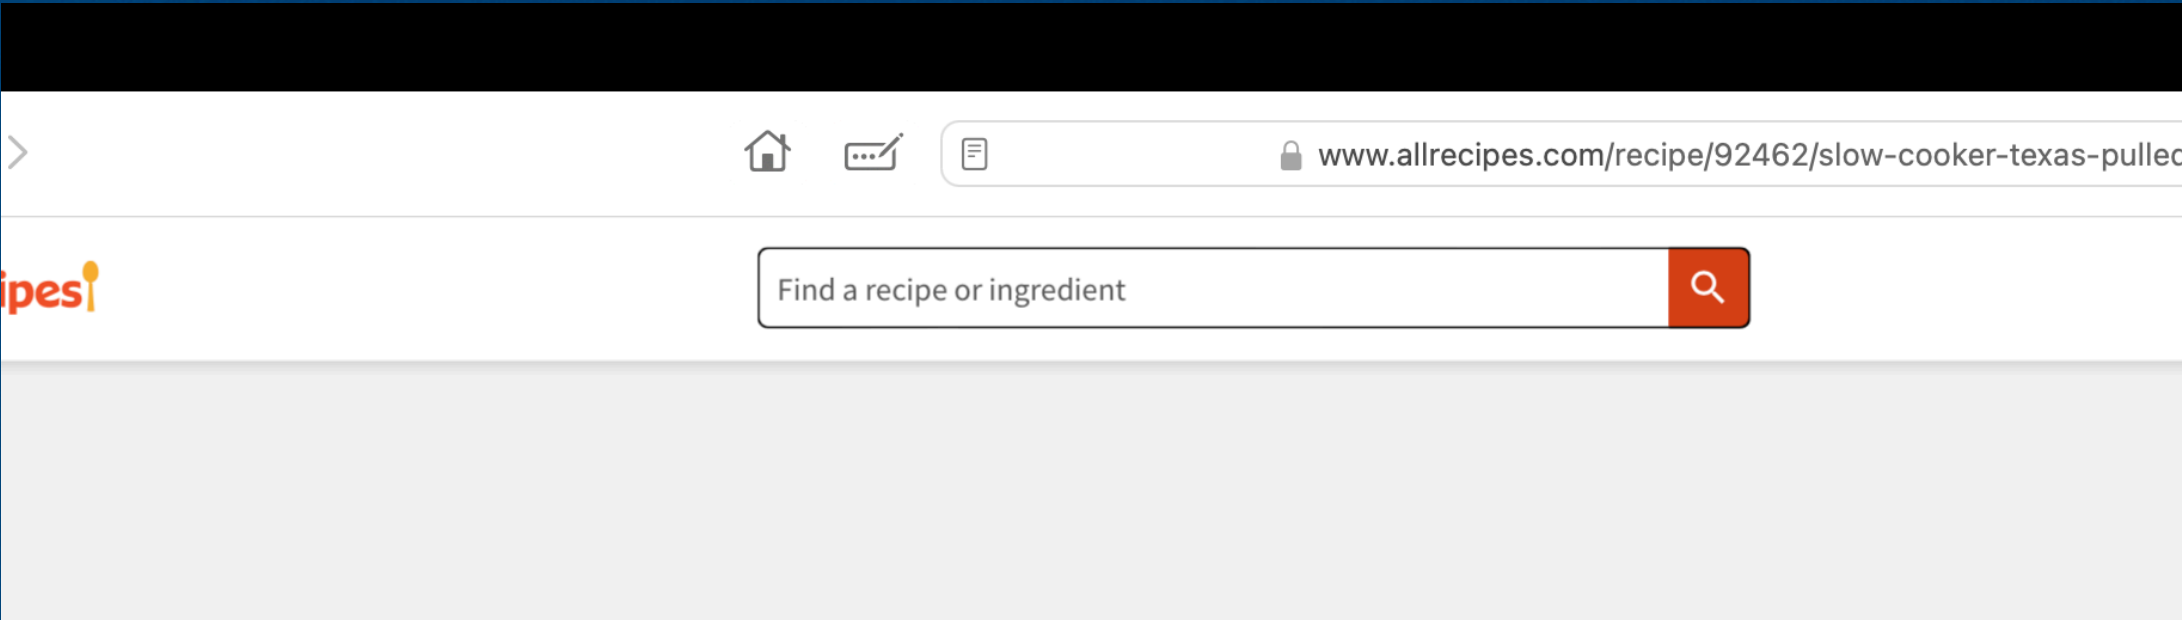 www.allrecipes.com/recipe/92462/slow-cooker-texas-pulled
ipes
Find a recipe or ingredient